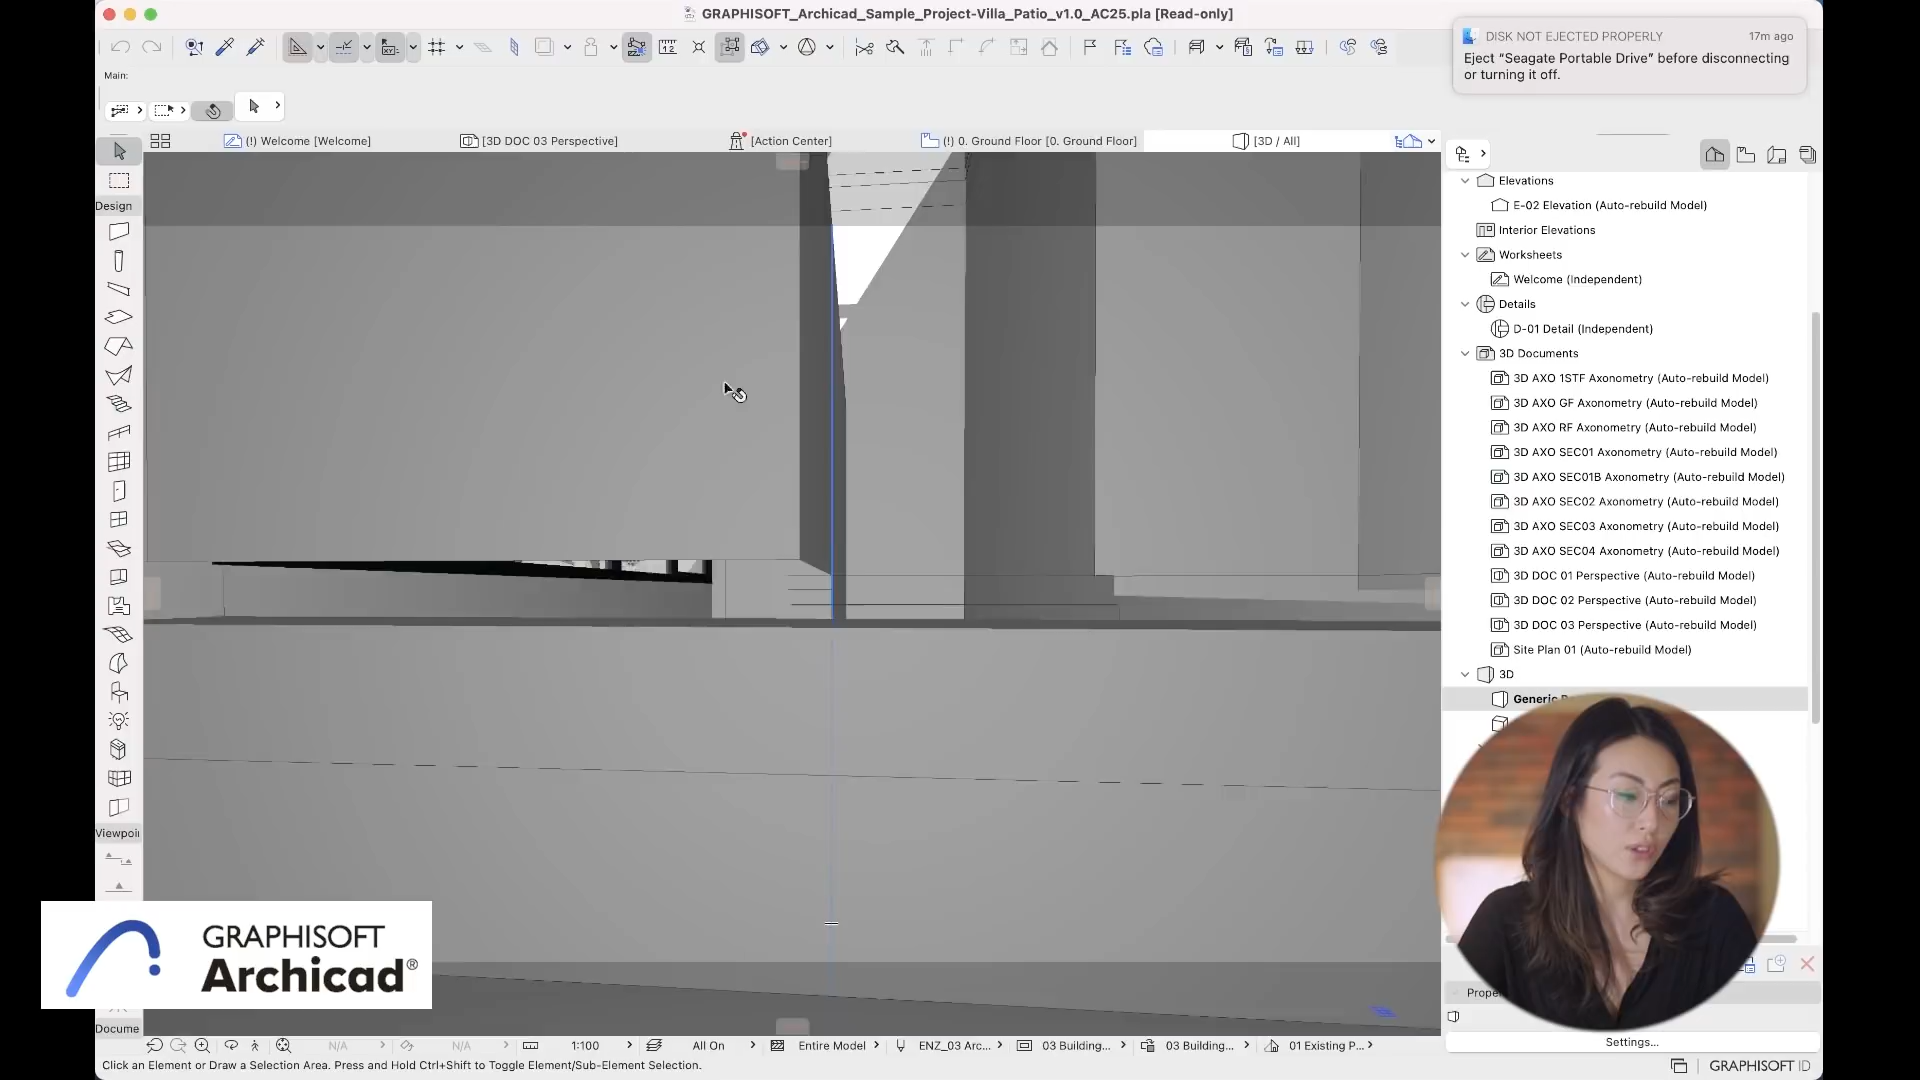 GRAPHISOFT_Archicad_Sample_Project-Villa_Patio_v1.0_AC25.pla [Read-only]
DISK NOT EJECTED PROPERLY 17m ago
Eject “Seagate Portable Drive” before disconnecting
or turning it off.
Main:
(!) Welcome [Welcome] [3D DOC 03 Perspective] [Action Center] (!) 0. Ground Floor [0. Ground Floor] [3D / All]
Design
Elevations
E-02 Elevation (Auto-rebuild Model)
Interior Elevations
Worksheets
Welcome (Independent)
Details
D-01 Detail (Independent)
3D Documents
3D AXO 1STF Axonometry (Auto-rebuild Model)
3D AXO GF Axonometry (Auto-rebuild Model)
3D AXO RF Axonometry (Auto-rebuild Model)
3D AXO SEC01 Axonometry (Auto-rebuild Model)
3D AXO SEC01B Axonometry (Auto-rebuild Model)
3D AXO SEC02 Axonometry (Auto-rebuild Model)
3D AXO SEC03 Axonometry (Auto-rebuild Model)
3D AXO SEC04 Axonometry (Auto-rebuild Model)
3D DOC 01 Perspective (Auto-rebuild Model)
3D DOC 02 Perspective (Auto-rebuild Model)
3D DOC 03 Perspective (Auto-rebuild Model)
Site Plan 01 (Auto-rebuild Model)
3D
Generic
Viewpoi
GRAPHISOFT
Archicad®
Docume
Prope
Settings...
N/A N/A 1:100 All On Entire Model ENZ_03 Arc... 03 Building... 03 Building... 01 Existing P...
Click an Element or Draw a Selection Area. Press and Hold Ctrl+Shift to Toggle Element/Sub-Element Selection.
GRAPHISOFT ID